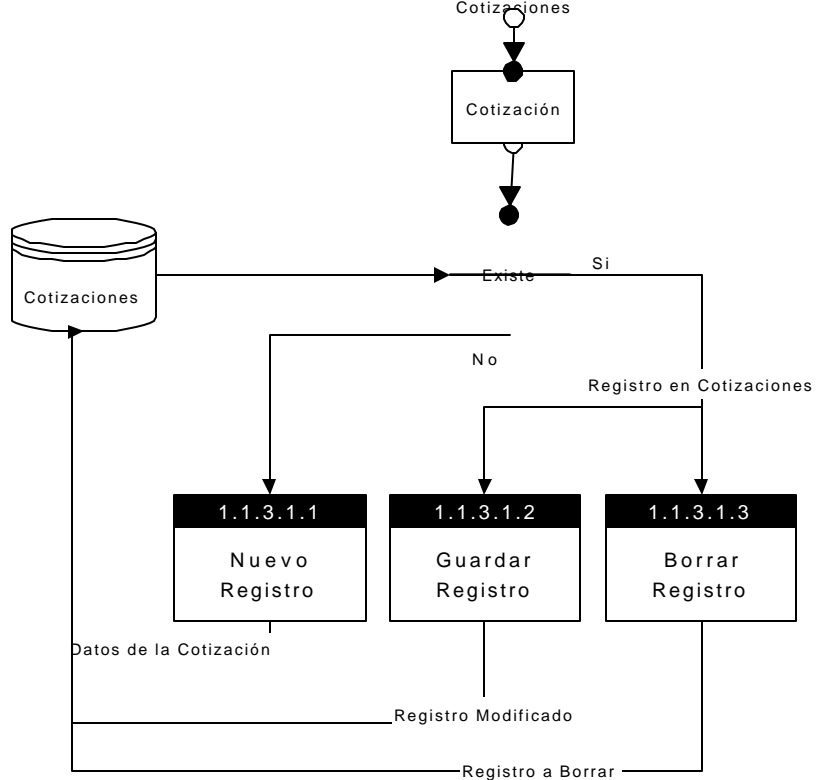 Cotizaciones
Cotización
Si
Existe
Cotizaciones
No
Registro en Cotizaciones
1.1.3.1.1
Nuevo
Registro
1.1.3.1.2
Guardar
Registro
1.1.3.1.3
Borrar
Registro
Datos de la Cotización
Registro Modificado
Registro a Borrar